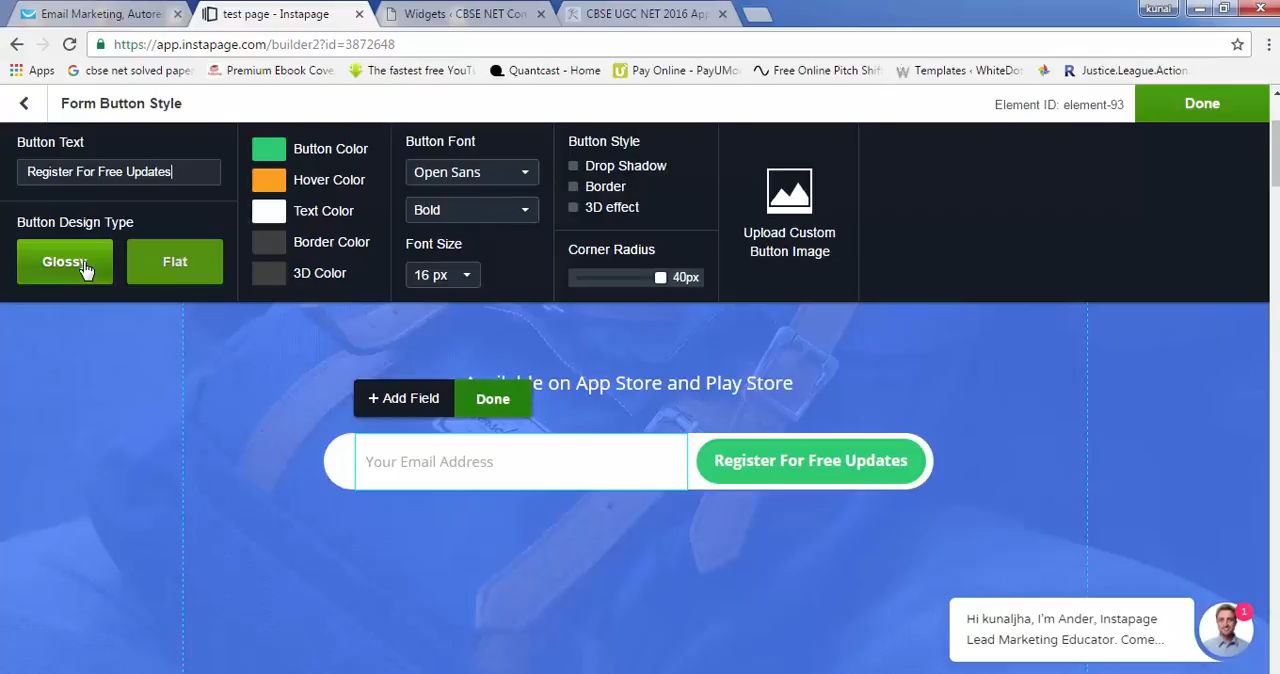 kunal
Email Marketing, Autores
test page - Instapage
Widgets ‹ CBSE NET Con
CBSE UGC NET 2016 App
https://app.instapage.com/builder2?id=3872648
Apps
cbse net solved paper
Premium Ebook Cove
The fastest free YouT
Quantcast - Home
Pay Online - PayUMo
Free Online Pitch Shif
Templates ‹ WhiteDo
Justice.League.Action.
Form Button Style
Element ID: element-93
Done
Button Text
Register For Free Updates
Button Design Type
Glossy
Flat
Button Color
Hover Color
Text Color
Border Color
3D Color
Button Font
Open Sans
Bold
Font Size
16 px
Button Style
Drop Shadow
Border
3D effect
Corner Radius
40px
Upload Custom
Button Image
on App Store and Play Store
+ Add Field
Done
Your Email Address
Register For Free Updates
Hi kunaljha, I'm Ander, Instapage
Lead Marketing Educator. Come...
1